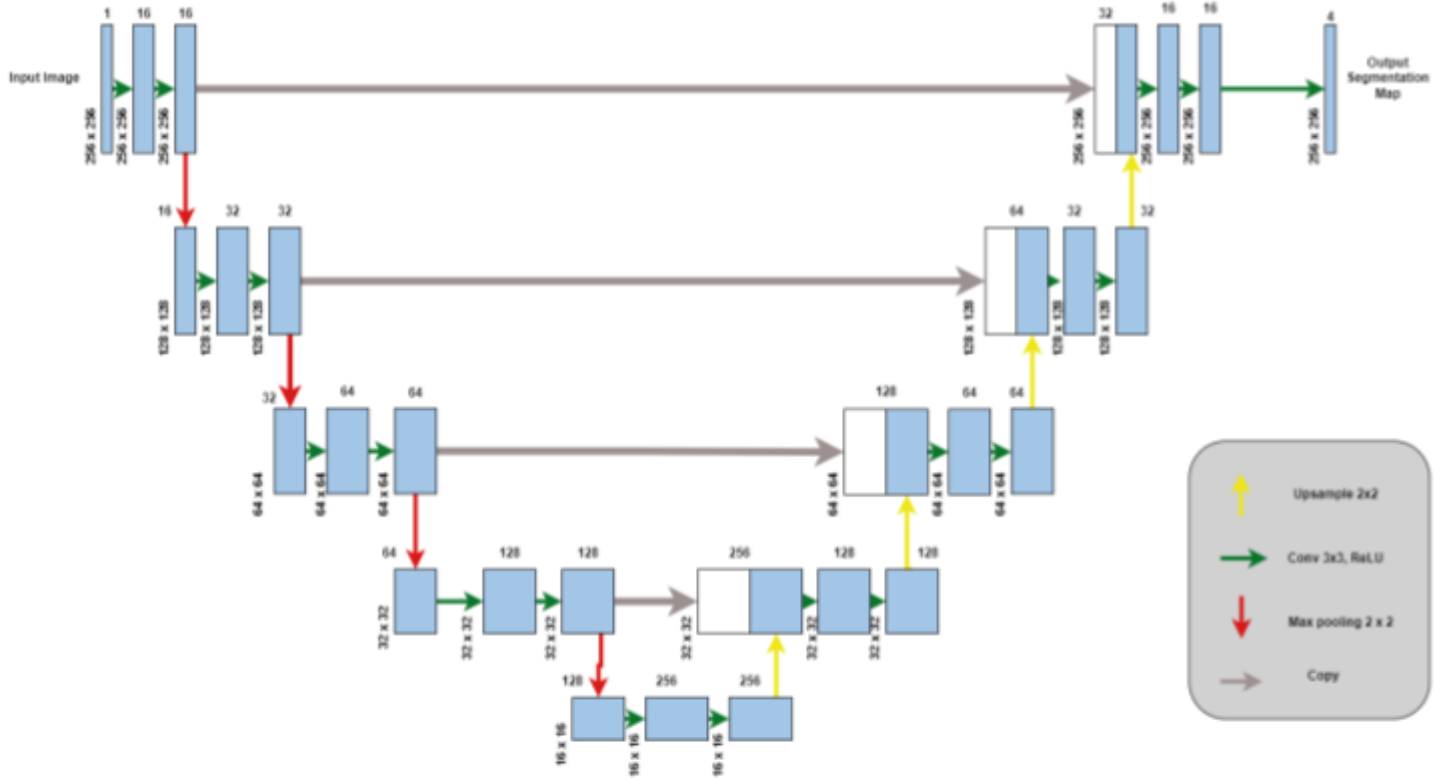 1 16 16
32 16 16 4
Input Image
Output
Segmentation
Map
256 x 256
256 x 256
256 x 256
256 x 256
256 x 256
256 x 256
256 x 256
16 32 32
64 32 32
128 x 128
128 x 128
128 x 128
128 x 128
128 x 128
128 x 128
32 64 64
128 64 64
64 x 64
64 x 64
64 x 64
64 x 64
64 x 64
64 x 64
64 128 128
256 128 128
32 x 32
32 x 32
32 x 32
32 x 32
32 x 32
32 x 32
128 256 256
16 x 16
16 x 16
16 x 16
Upsample 2x2
Conv 3x3, ReLU
Max pooling 2 x 2
Copy